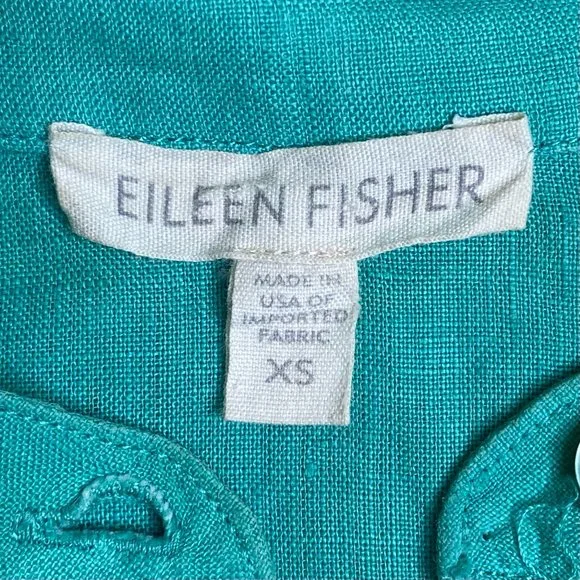 EILEEN FISHER
MADE IN
USA OF
IMPORTED
FABRIC
XS